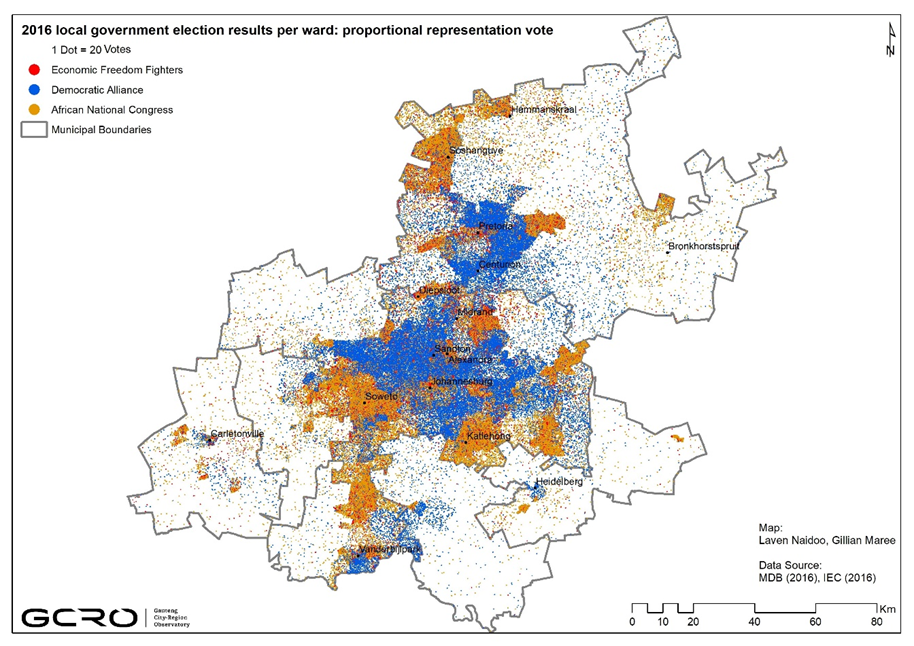 2016 local government election results per ward: proportional representation vote
1 Dot = 20 Votes
Economic Freedom Fighters
Democratic Alliance
African National Congress
Municipal Boundaries
N
Hammanskraal
Soshanguve
Pretoria
Bronkhorstspruit
Centurion
Diepsloot
Midrand
Sandton
Alexandra
Johannesburg
Soweto
Carletonville
Katlehong
Heidelberg
Vanderbijlpark
Map:
Laven Naidoo, Gillian Maree
Data Source:
MDB (2016), IEC (2016)
GCRO
Gauteng
City-Region
Observatory
Km
0 10 20 40 60 80